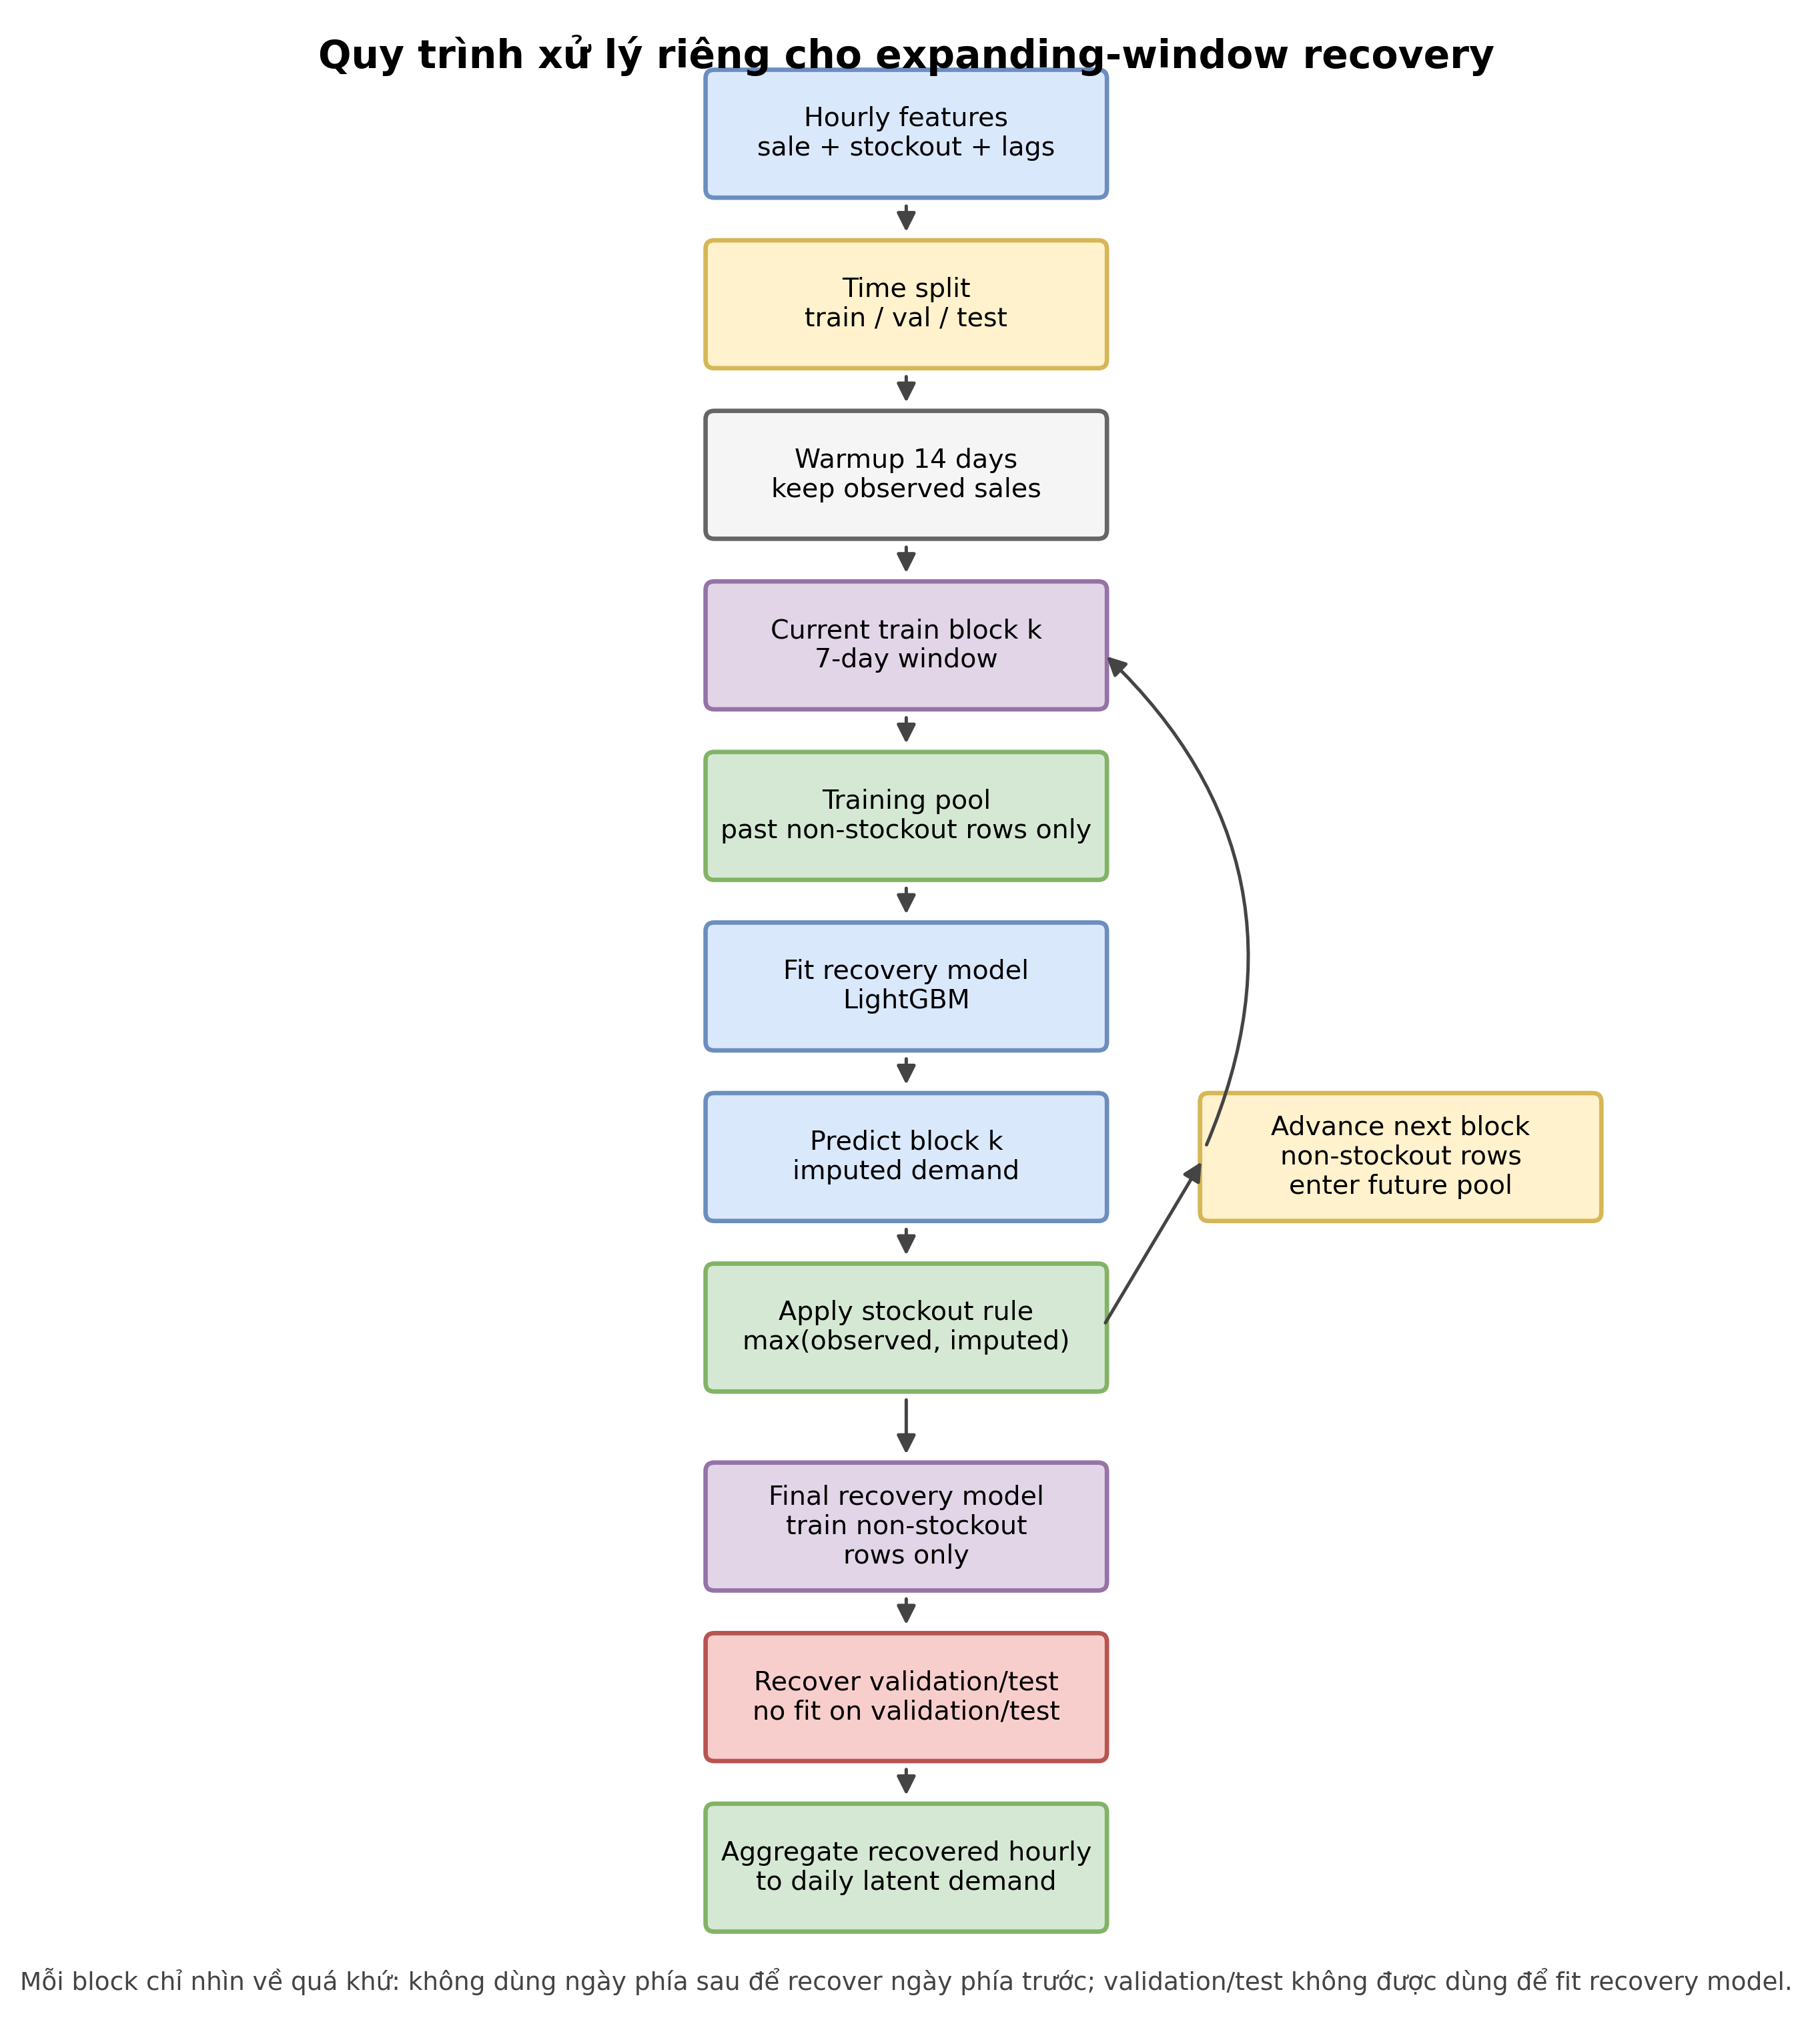 Quy trình xử lý riêng cho expanding-window recovery
Hourly features
sale + stockout + lags
Time split
train / val / test
Warmup 14 days
keep observed sales
Current train block k
7-day window
Training pool
past non-stockout rows only
Fit recovery model
LightGBM
Predict block k
imputed demand
Advance next block
non-stockout rows
enter future pool
Apply stockout rule
max(observed, imputed)
Final recovery model
train non-stockout
rows only
Recover validation/test
no fit on validation/test
Aggregate recovered hourly
to daily latent demand
Mỗi block chỉ nhìn về quá khứ: không dùng ngày phía sau để recover ngày phía trước; validation/test không được dùng để fit recovery model.